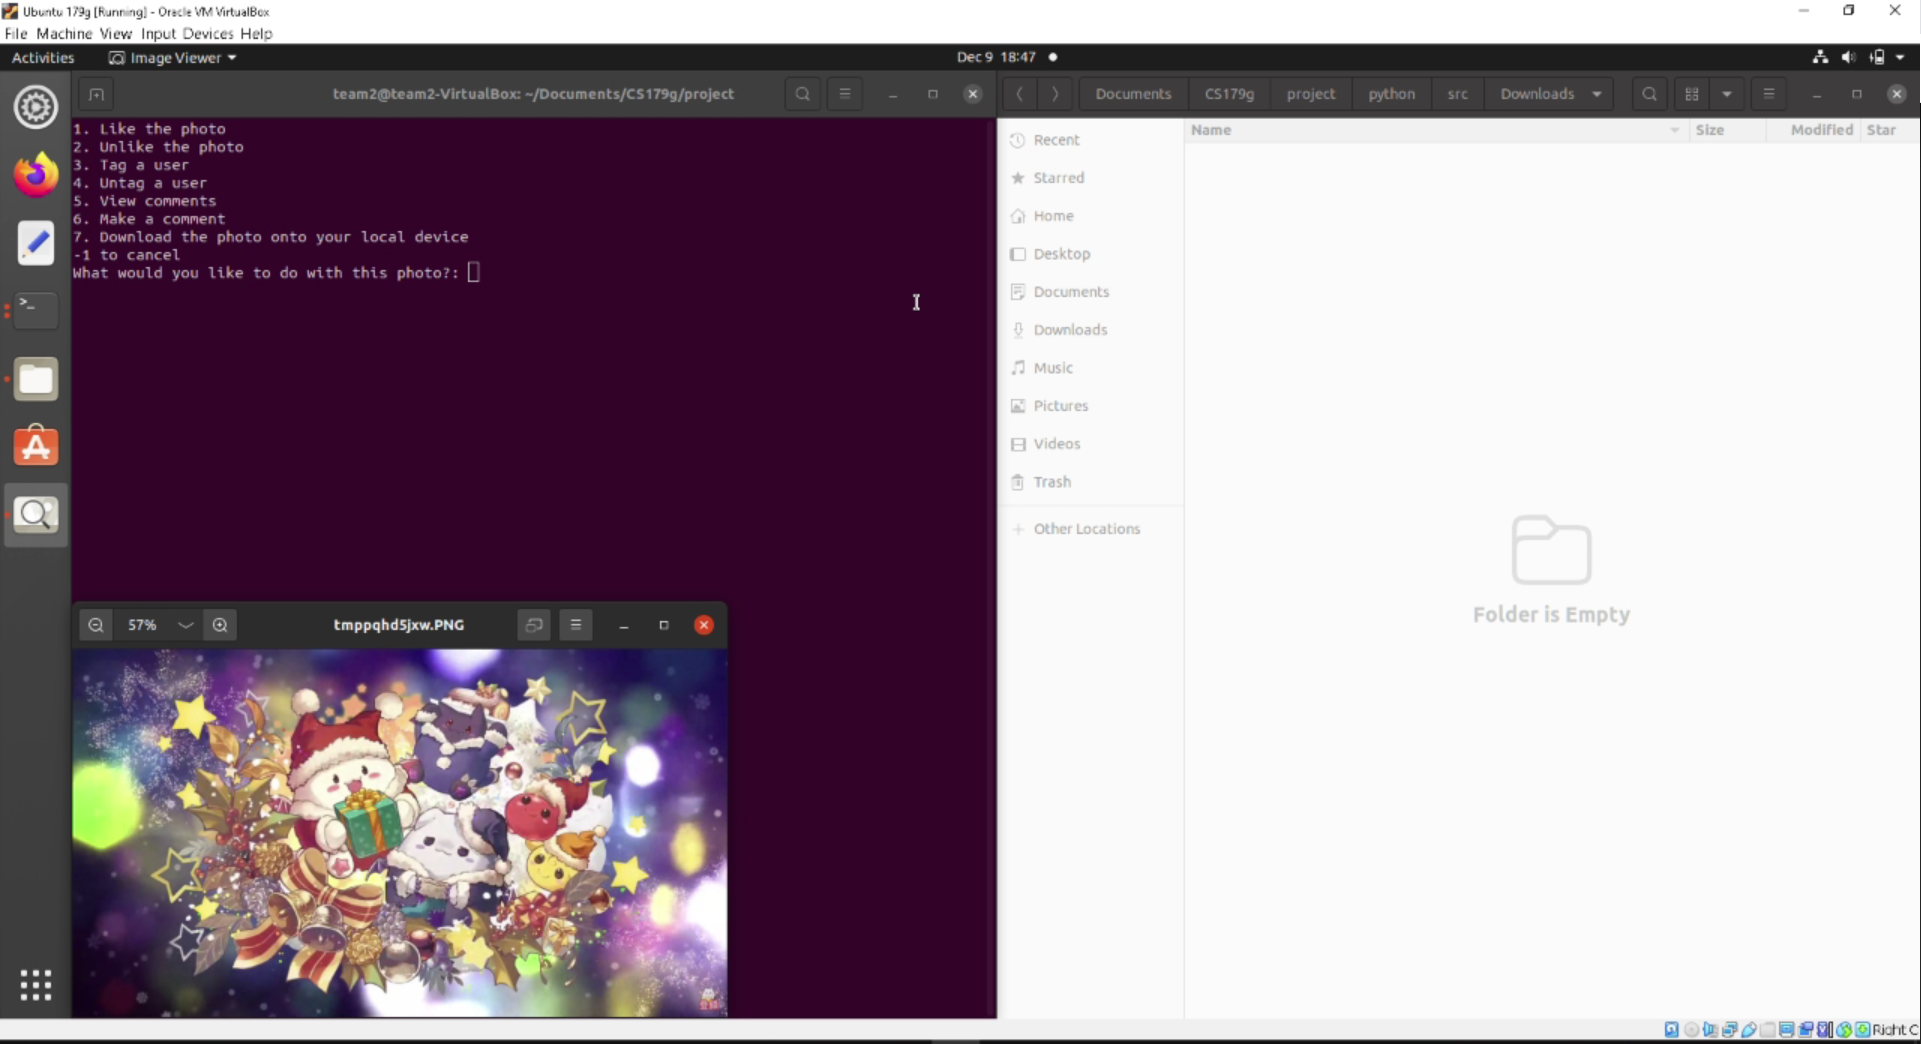 Ubuntu 179g [Running] - Oracle VM VirtualBox
File Machine View Input Devices Help
Activities Image Viewer Dec 9 18:47
team2@team2-VirtualBox: ~/Documents/CS179g/project
1. Like the photo
2. Unlike the photo
3. Tag a user
4. Untag a user
5. View comments
6. Make a comment
7. Download the photo onto your local device
-1 to cancel
What would you like to do with this photo?:
57% tmppqhd5jxw.PNG
Documents CS179g project python src Downloads
Name Size Modified Star
Recent
Starred
Home
Desktop
Documents
Downloads
Music
Pictures
Videos
Trash
+ Other Locations
Folder is Empty
Right C